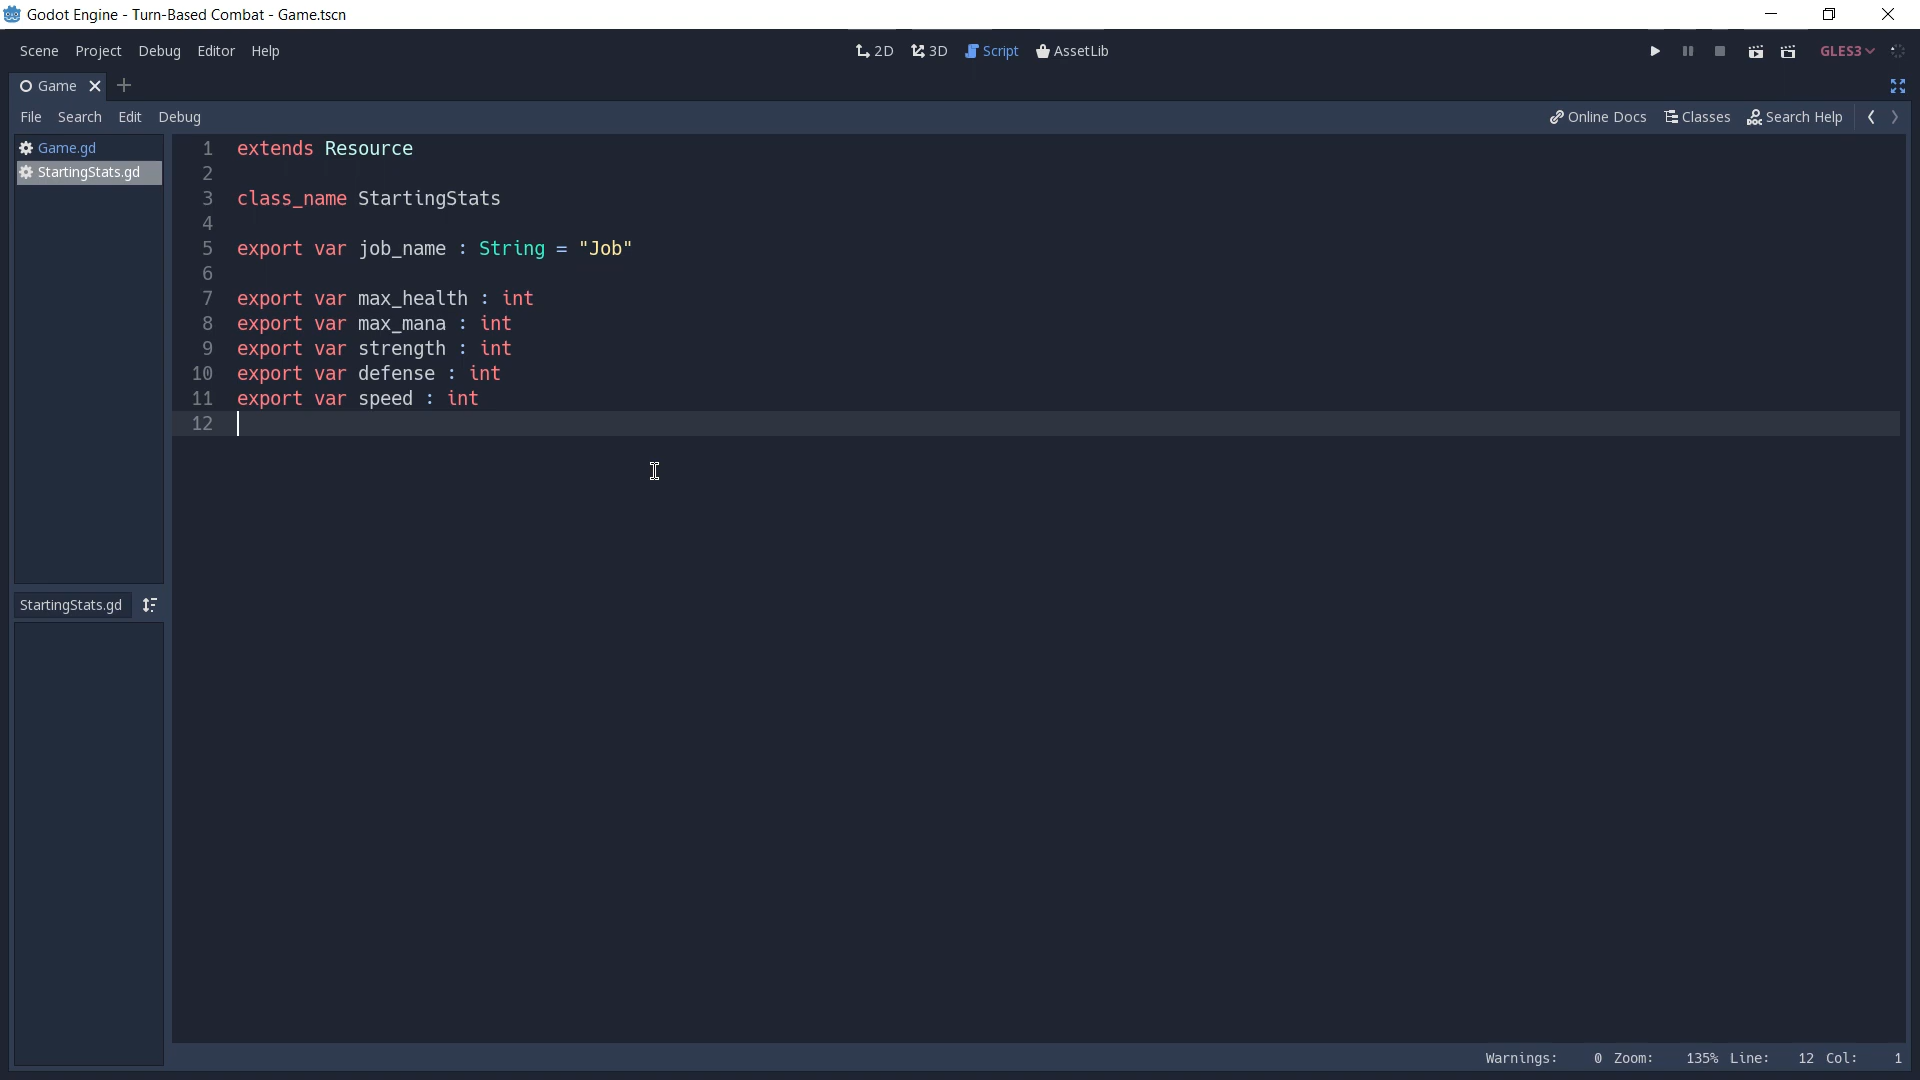 Godot Engine - Turn-Based Combat - Game.tscn
Scene Project Debug Editor Help 2D 3D Script AssetLib GLES3
Game
File Search Edit Debug Online Docs Classes Search Help
Game.gd
StartingStats.gd
1 extends Resource
2
3 class_name StartingStats
4
5 export var job_name : String = "Job"
6
7 export var max_health : int
8 export var max_mana : int
9 export var strength : int
10 export var defense : int
11 export var speed : int
12
StartingStats.gd
Warnings: 0 Zoom: 135% Line: 12 Col: 1